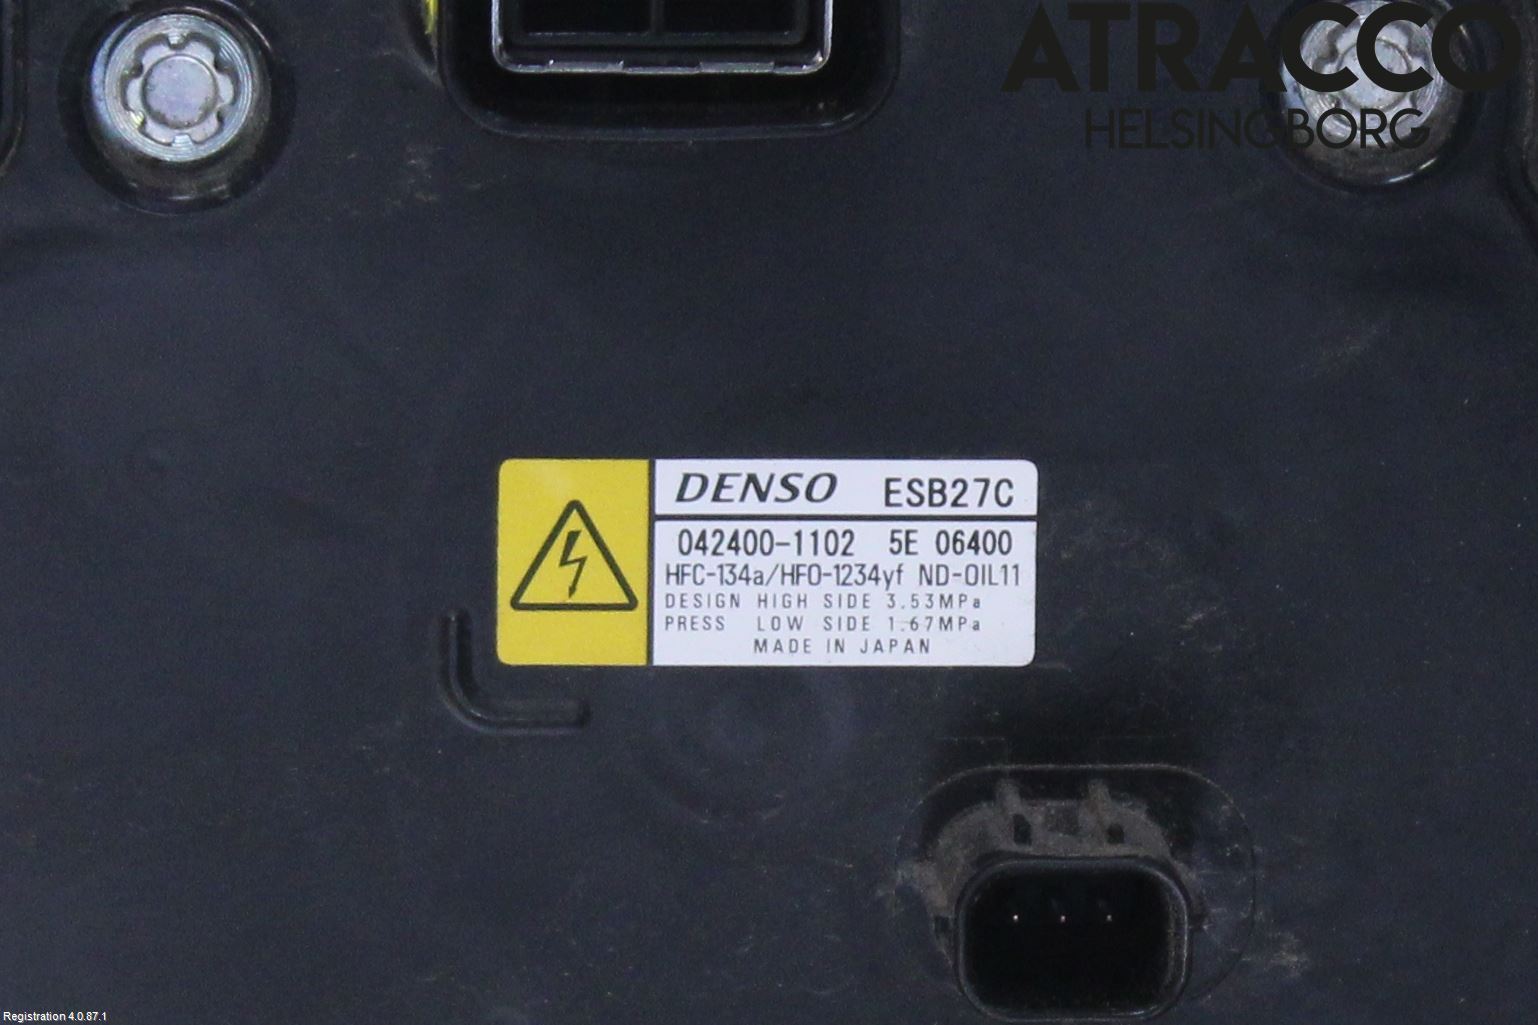 ATRACCO
HELSINGBORG
DENSO ESB27C
042400-1102 5E 06400
HFC-134a/HFO-1234yf ND-OIL11
DESIGN HIGH SIDE 3.53MPa
PRESS LOW SIDE 1.67MPa
MADE IN JAPAN
Registration 4.0.87.1